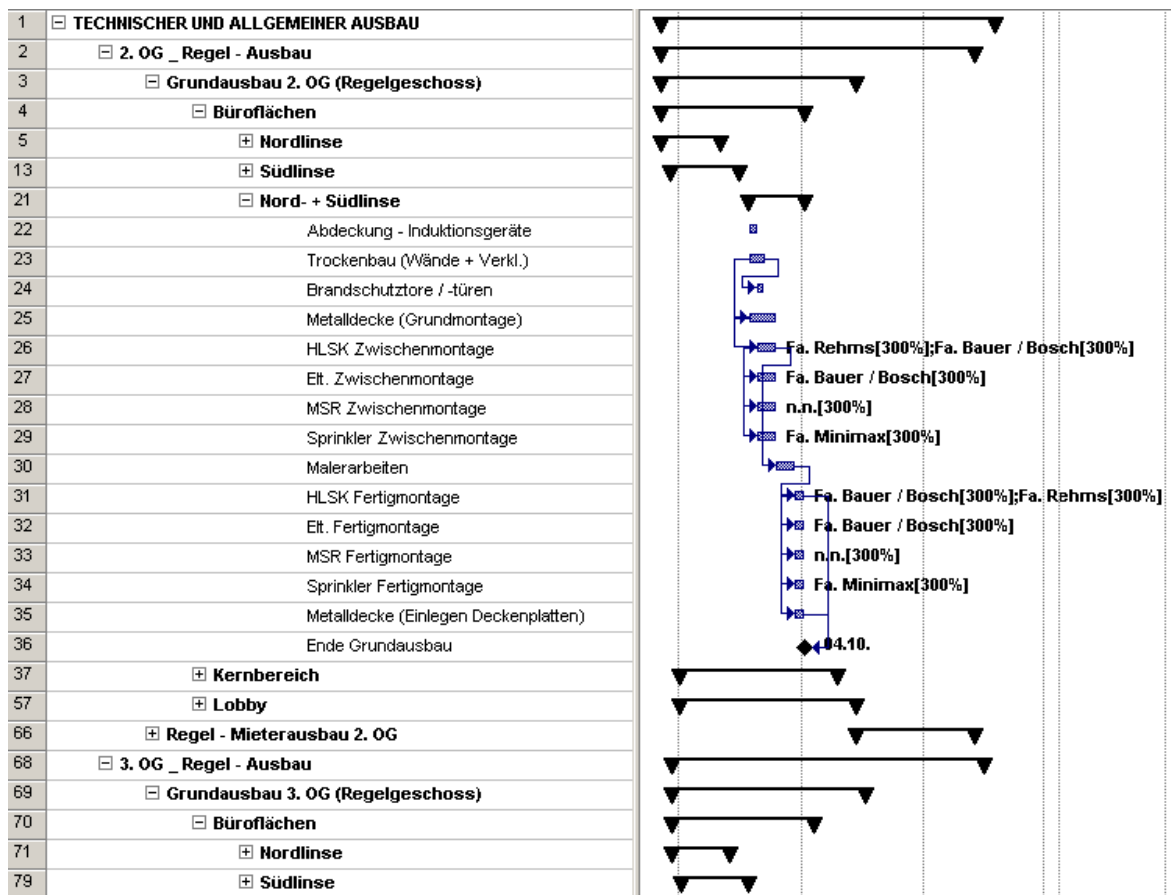 1 TECHNISCHER UND ALLGEMEINER AUSBAU
2 2. OG _ Regel - Ausbau
3 Grundausbau 2. OG (Regelgeschoss)
4 Büroflächen
5 Nordlinse
13 Südlinse
21 Nord- + Südlinse
22 Abdeckung - Induktionsgeräte
23 Trockenbau (Wände + Verkl.)
24 Brandschutztore / -türen
25 Metalldecke (Grundmontage)
26 HLSK Zwischenmontage Fa. Rehms[300%];Fa. Bauer / Bosch[300%]
27 Elt. Zwischenmontage Fa. Bauer / Bosch[300%]
28 MSR Zwischenmontage n.n.[300%]
29 Sprinkler Zwischenmontage Fa. Minimax[300%]
30 Malerarbeiten
31 HLSK Fertigmontage Fa. Bauer / Bosch[300%];Fa. Rehms[300%]
32 Elt. Fertigmontage Fa. Bauer / Bosch[300%]
33 MSR Fertigmontage n.n.[300%]
34 Sprinkler Fertigmontage Fa. Minimax[300%]
35 Metalldecke (Einlegen Deckenplatten)
36 Ende Grundausbau 04.10.
37 Kernbereich
57 Lobby
66 Regel - Mieterausbau 2. OG
68 3. OG _ Regel - Ausbau
69 Grundausbau 3. OG (Regelgeschoss)
70 Büroflächen
71 Nordlinse
79 Südlinse